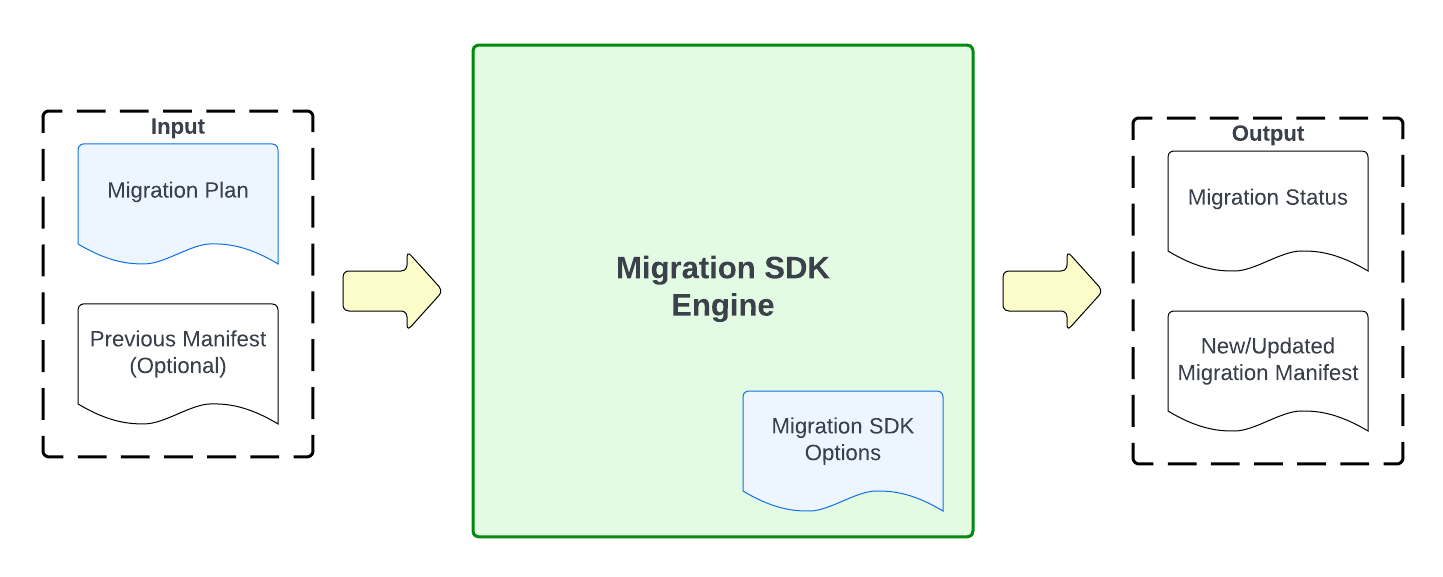 Input
Migration Plan
Previous Manifest
(Optional)
Migration SDK
Engine
Migration SDK
Options
Output
Migration Status
New/Updated
Migration Manifest